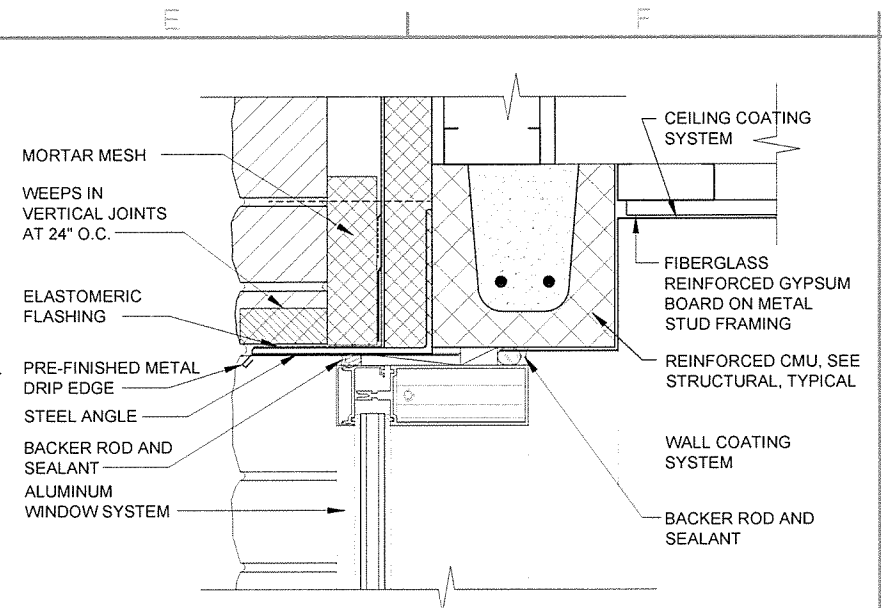 E
F
MORTAR MESH
WEEPS IN
VERTICAL JOINTS
AT 24" O.C.
ELASTOMERIC
FLASHING
PRE-FINISHED METAL
DRIP EDGE
STEEL ANGLE
BACKER ROD AND
SEALANT
ALUMINUM
WINDOW SYSTEM
CEILING COATING
SYSTEM
FIBERGLASS
REINFORCED GYPSUM
BOARD ON METAL
STUD FRAMING
REINFORCED CMU, SEE
STRUCTURAL, TYPICAL
WALL COATING
SYSTEM
BACKER ROD AND
SEALANT